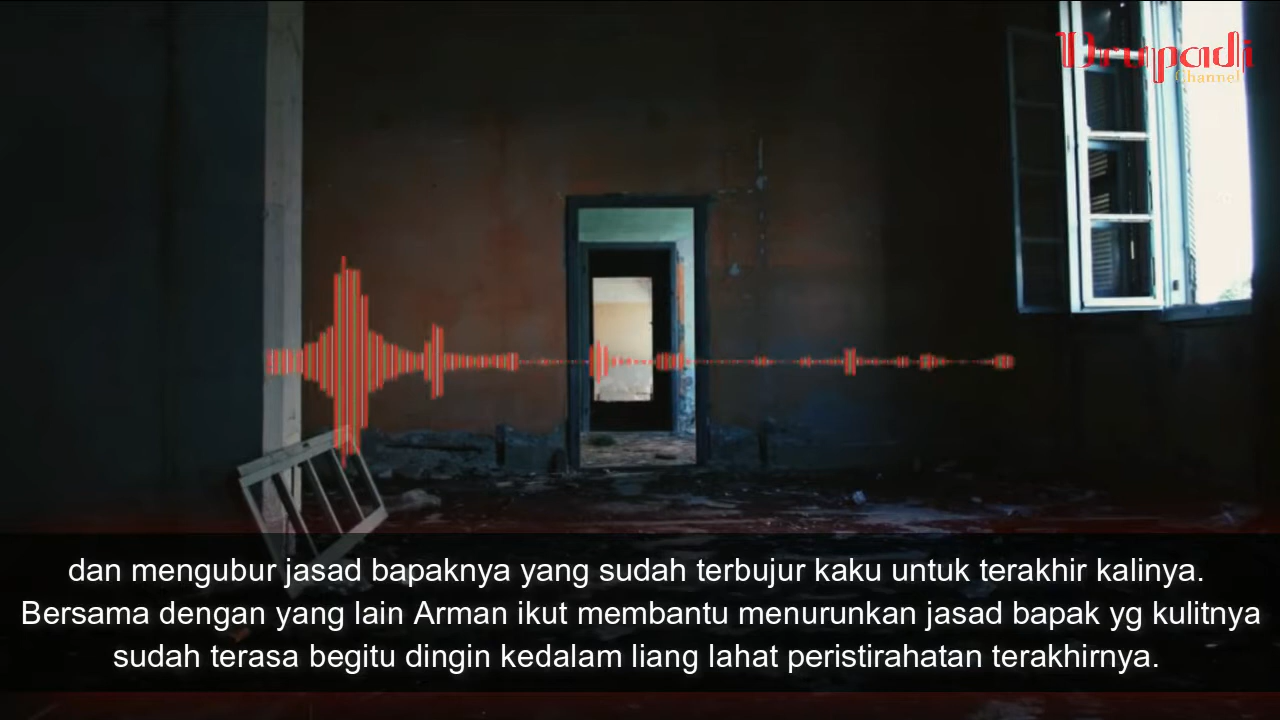 Drupadi
Channel
dan mengubur jasad bapaknya yang sudah terbujur kaku untuk terakhir kalinya.
Bersama dengan yang lain Arman ikut membantu menurunkan jasad bapak yg kulitnya
sudah terasa begitu dingin kedalam liang lahat peristirahatan terakhirnya.